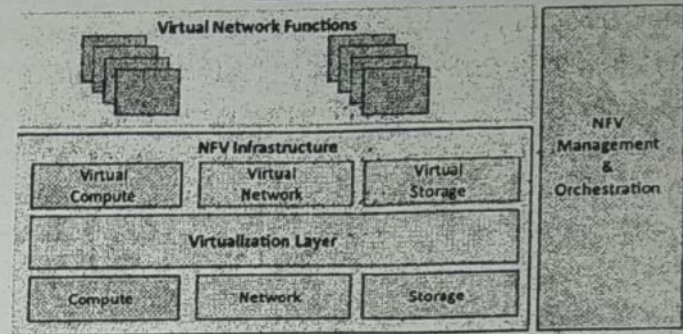 Virtual Network Functions
NFV Infrastructure
Virtual
Compute
Virtual
Network
Virtual
Storage
Virtualization Layer
Compute
Network
Storage
NFV
Management
&
Orchestration